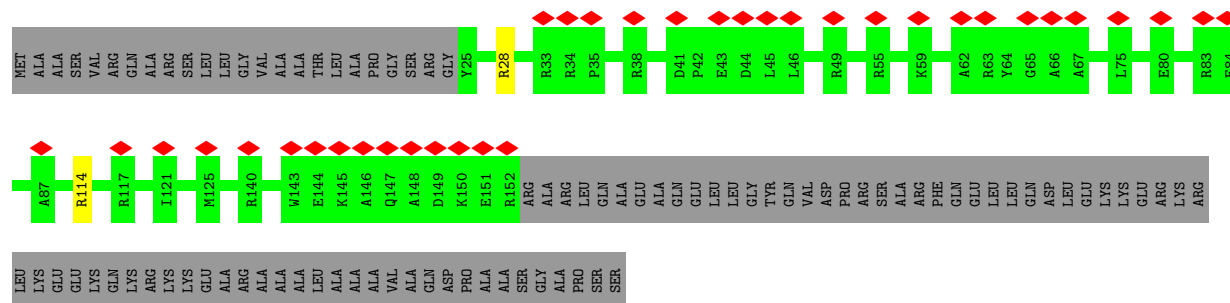 MET ALA ALA SER VAL ARG GLN ALA ARG SER LEU LEU GLY VAL ALA ALA THR LEU ALA PRO GLY SER ARG GLY Y25 R28 R33 R34 P35 R38 D41 P42 E43 D44 L45 L46 R49 R55 K59 A62 R63 Y64 G65 A66 A67 L75 E80 R83 E84
A87 R114 R117 I121 M125 R140 W143 E144 K145 A146 Q147 A148 D149 K150 E151 R152 ARG ALA ARG LEU GLN ALA GLU ALA GLN GLU LEU LEU GLY TYR GLN VAL ASP PRO ARG SER ALA ARG PHE GLN GLU LEU LEU GLN ASP LEU GLU LYS LYS GLU ARG LYS ARG
LEU LYS GLU GLU LYS GLN LYS ARG LYS LYS GLU ALA ARG ALA ALA ALA LEU ALA ALA ALA VAL ALA GLN ASP PRO ALA ALA SER GLY ALA PRO SER SER